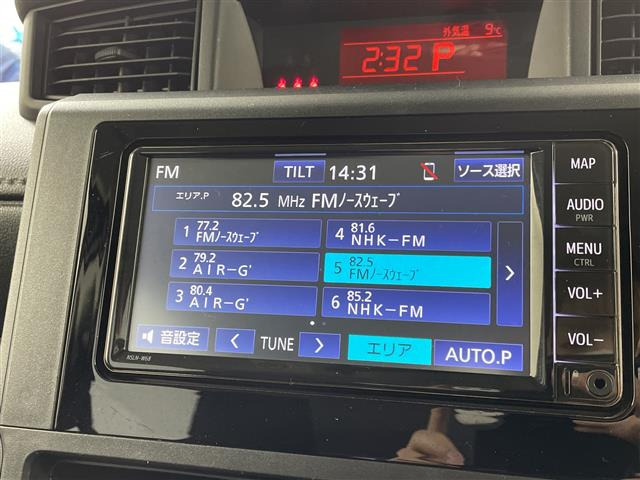 外気温 9℃
2:32 P
FM TILT 14:31 ソース選択
エリア.P 82.5 MHz FMノースウェーブ
1 77.2 FMノースウェーブ
4 81.6 NHK-FM
2 79.2 AIR-G'
5 82.5 FMノースウェーブ
3 80.4 AIR-G'
6 85.2 NHK-FM
音設定 < TUNE > エリア AUTO.P
NSLN-W68
MAP
AUDIO
PWR
MENU
CTRL
VOL+
VOL-